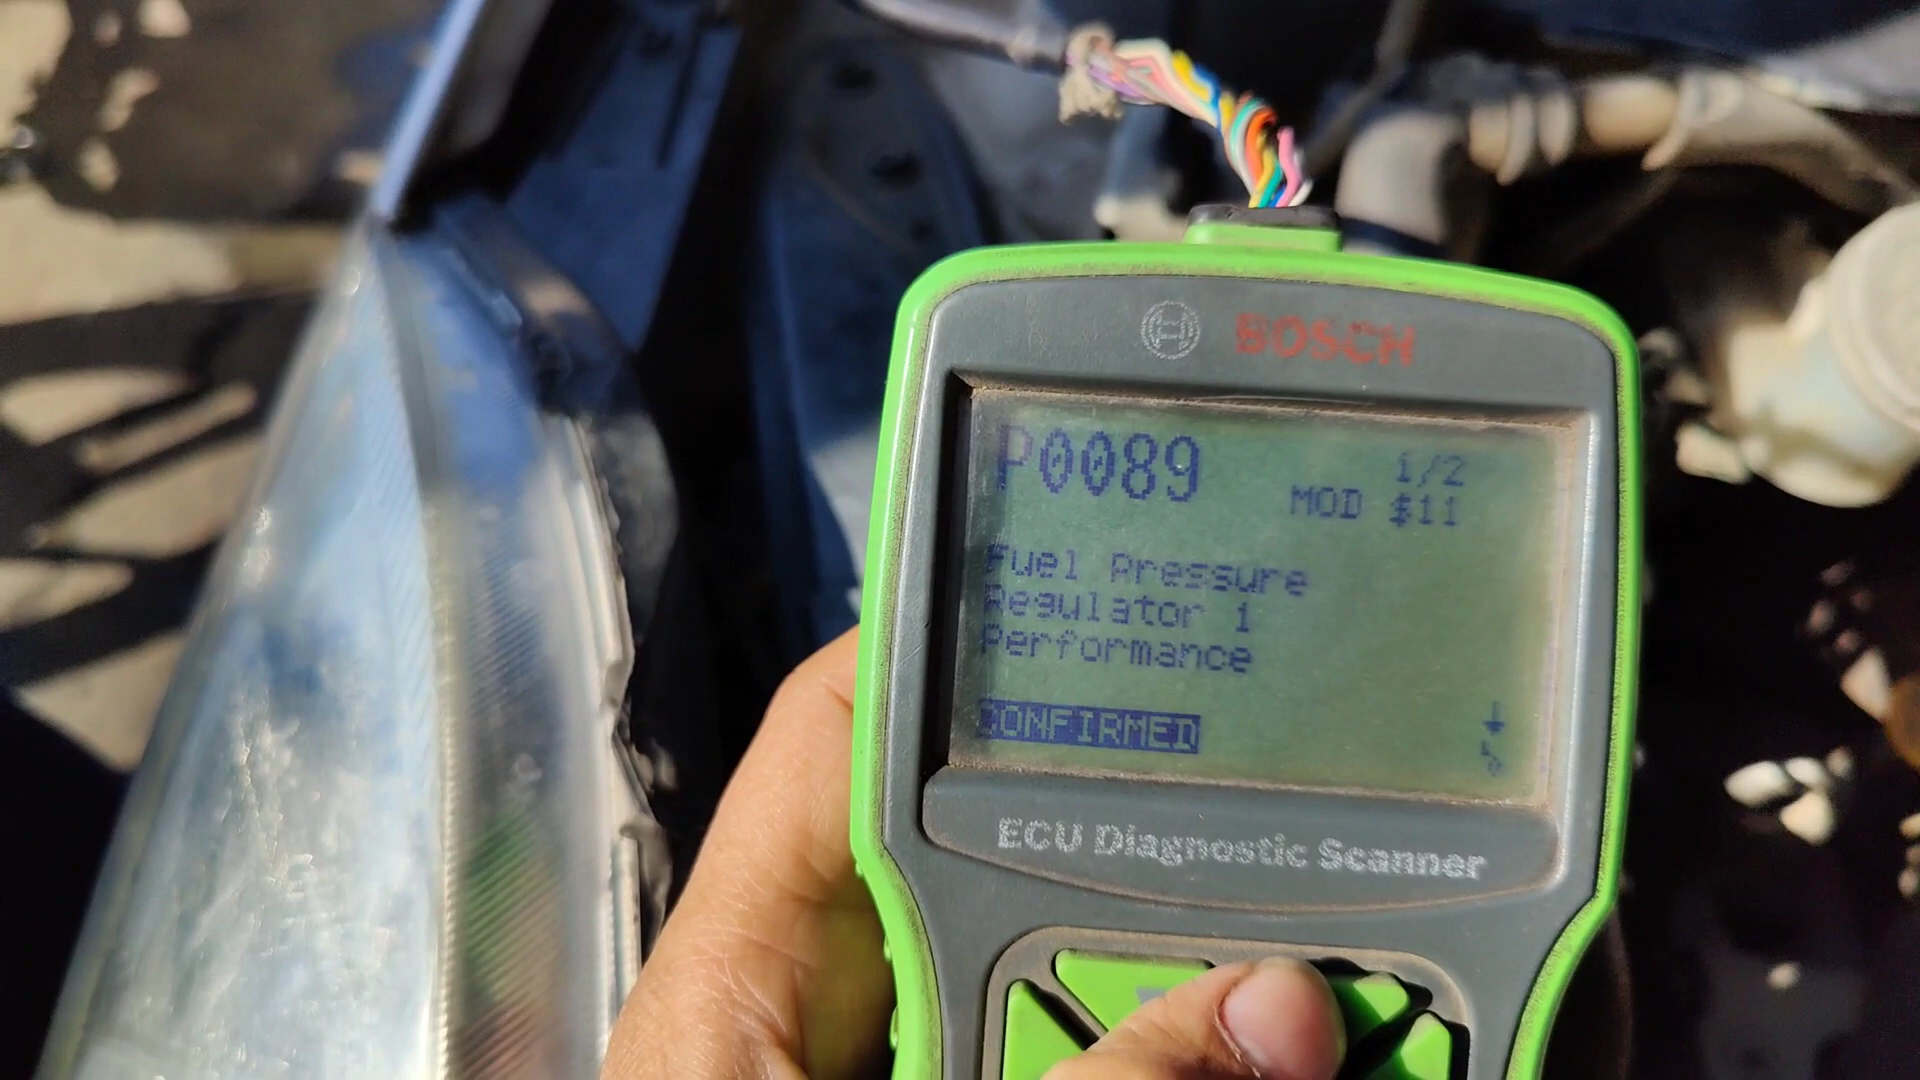 BOSCH
P0089
1/2
MOD $11
Fuel Pressure
Regulator 1
Performance
CONFIRMED
ECU Diagnostic Scanner